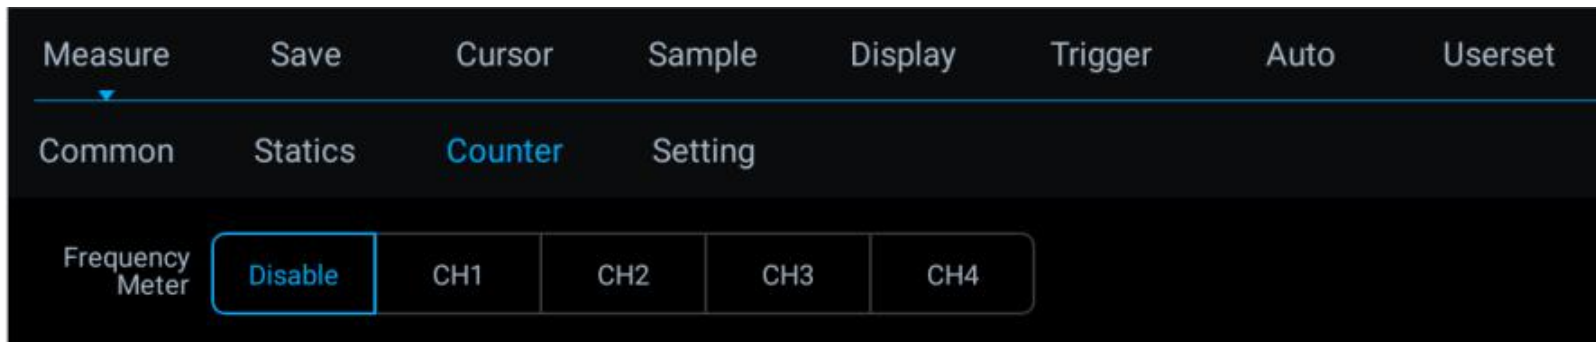 Measure Save Cursor Sample Display Trigger Auto Userset
Common Statics Counter Setting
Frequency
Meter
Disable CH1 CH2 CH3 CH4